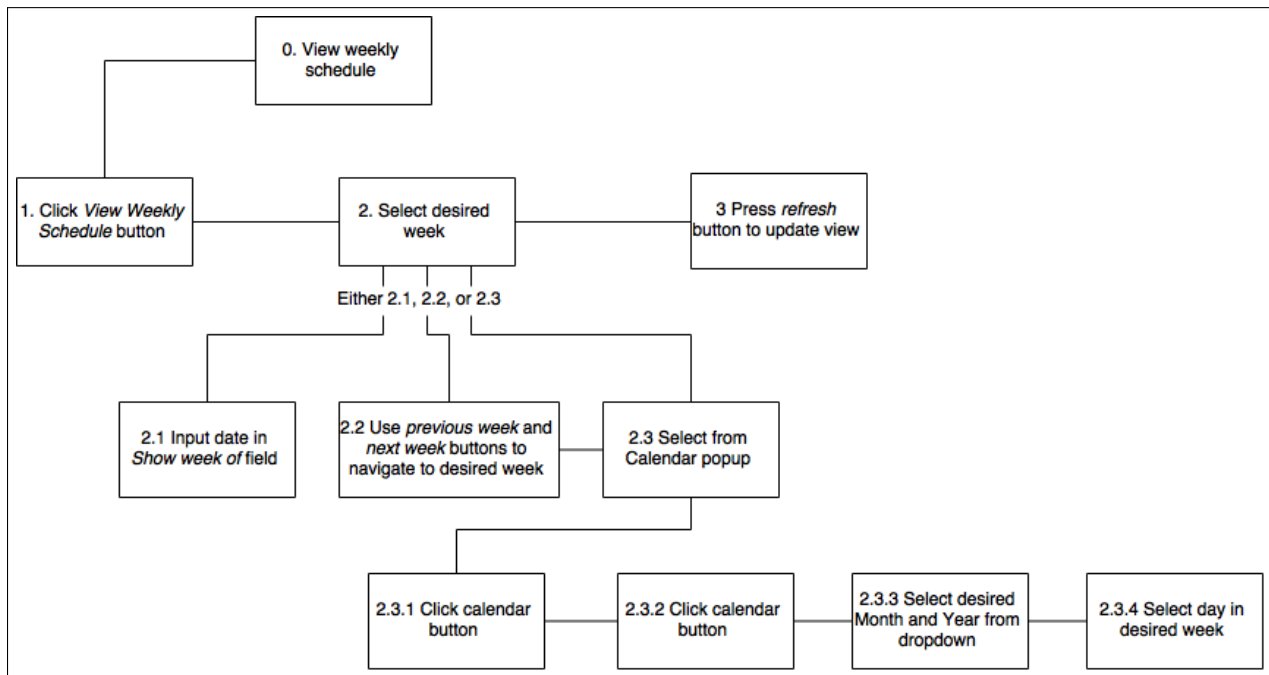 0. View weekly
schedule
1. Click View Weekly
Schedule button
2. Select desired
week
3 Press refresh
button to update view
Either 2.1, 2.2, or 2.3
2.1 Input date in
Show week of field
2.2 Use previous week and
next week buttons to
navigate to desired week
2.3 Select from
Calendar popup
2.3.1 Click calendar
button
2.3.2 Click calendar
button
2.3.3 Select desired
Month and Year from
dropdown
2.3.4 Select day in
desired week